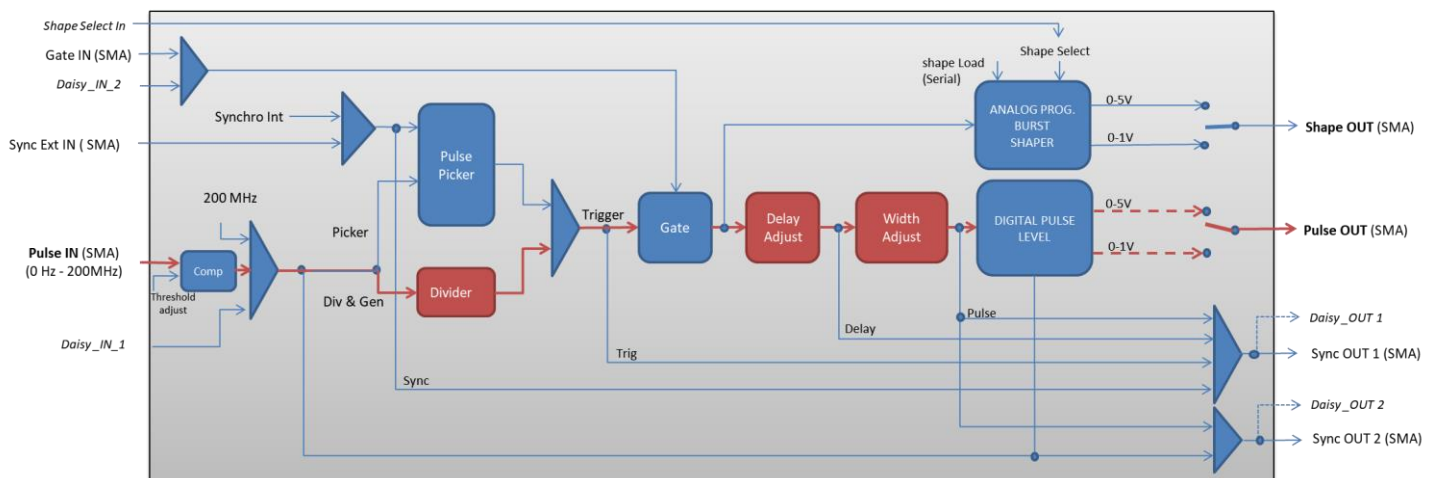 Shape Select In
Gate IN (SMA)
Daisy_IN_2
Synchro Int
Sync Ext IN ( SMA)
200 MHz
Pulse IN (SMA)
(0 Hz - 200MHz)
Comp
Threshold
adjust
Daisy_IN_1
Picker
Div & Gen
Pulse
Picker
Divider
Trigger
Gate
Delay
Adjust
Width
Adjust
shape Load
(Serial)
Shape Select
ANALOG PROG.
BURST
SHAPER
0-5V
0-1V
Shape OUT (SMA)
DIGITAL PULSE
LEVEL
0-5V
0-1V
Pulse OUT (SMA)
Pulse
Delay
Trig
Sync
Daisy_OUT 1
Sync OUT 1 (SMA)
Daisy_OUT 2
Sync OUT 2 (SMA)